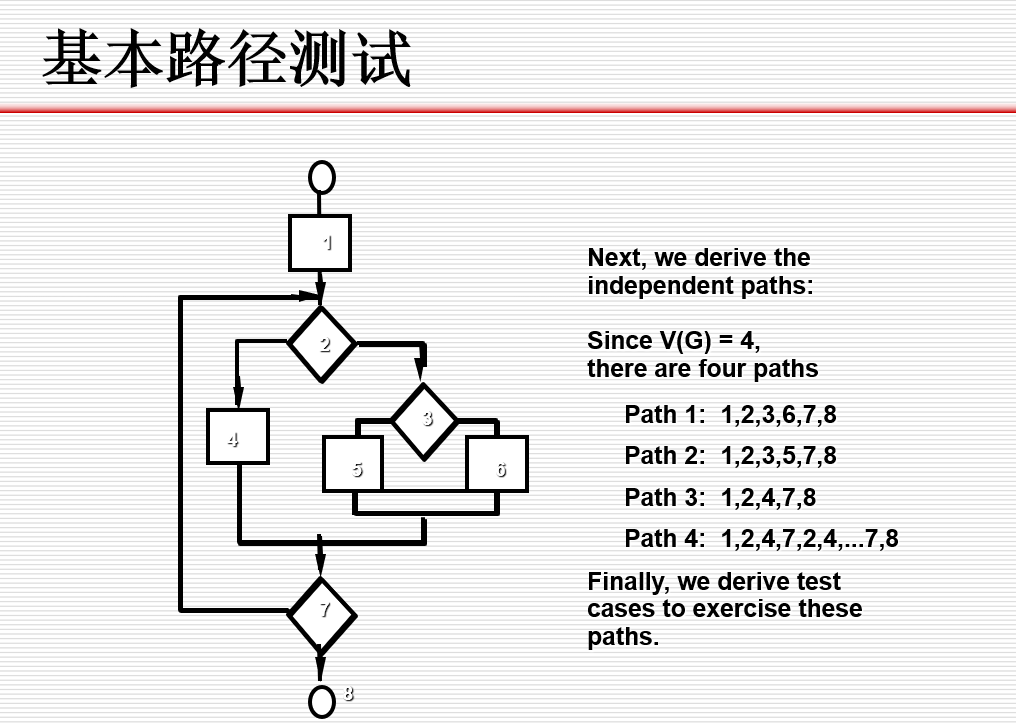 基本路径测试
1
2
3
4
5
6
7
8
Next, we derive the
independent paths:
Since V(G) = 4,
there are four paths
Path 1: 1,2,3,6,7,8
Path 2: 1,2,3,5,7,8
Path 3: 1,2,4,7,8
Path 4: 1,2,4,7,2,4,...7,8
Finally, we derive test
cases to exercise these
paths.